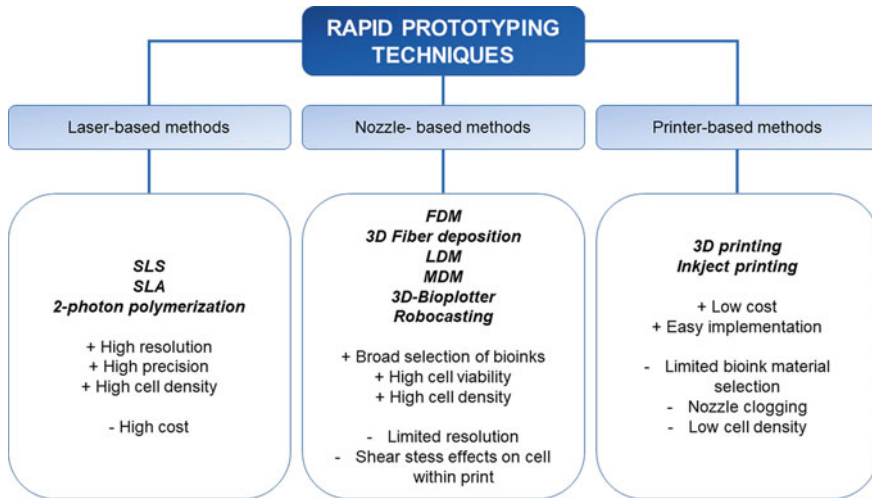 RAPID PROTOTYPING
TECHNIQUES
Laser-based methods
Nozzle- based methods
Printer-based methods
SLS
SLA
2-photon polymerization
+ High resolution
+ High precision
+ High cell density
- High cost
FDM
3D Fiber deposition
LDM
MDM
3D-Bioplotter
Robocasting
+ Broad selection of bioinks
+ High cell viability
+ High cell density
- Limited resolution
- Shear stess effects on cell
within print
3D printing
Inkject printing
+ Low cost
+ Easy implementation
- Limited bioink material
selection
- Nozzle clogging
- Low cell density